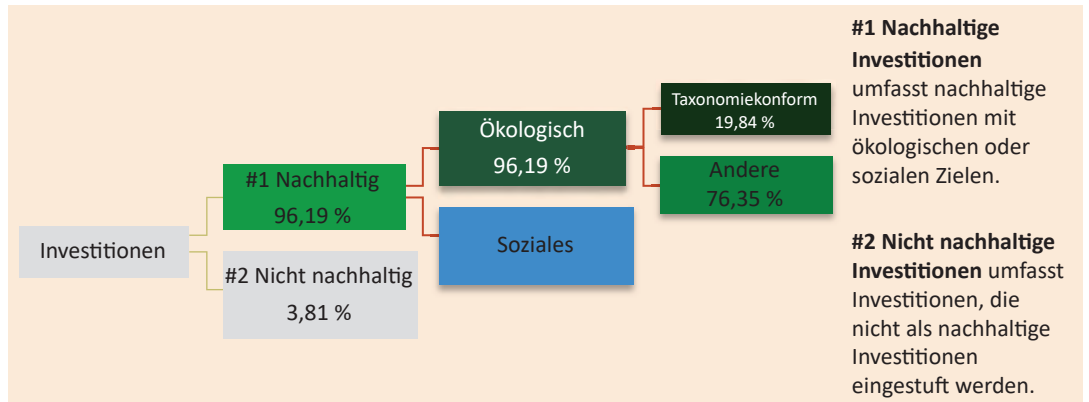 Investitionen
#1 Nachhaltig
96,19 %
#2 Nicht nachhaltig
3,81 %
Ökologisch
96,19 %
Soziales
Taxonomiekonform
19,84 %
Andere
76,35 %
#1 Nachhaltige
Investitionen
umfasst nachhaltige
Investitionen mit
ökologischen oder
sozialen Zielen.
#2 Nicht nachhaltige
Investitionen umfasst
Investitionen, die
nicht als nachhaltige
Investitionen
eingestuft werden.